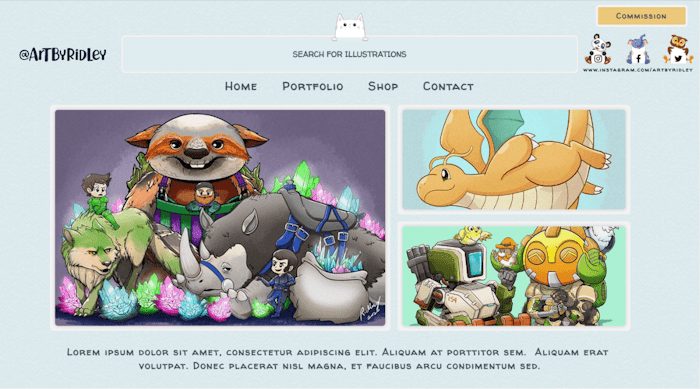 Commission
@ArtByRidley
SEARCH FOR ILLUSTRATIONS
www.instagram.com/artbyridley
Home Portfolio Shop Contact
Lorem ipsum dolor sit amet, consectetur adipiscing elit. Aliquam at porttitor sem. Aliquam erat
volutpat. Donec placerat nisl magna, et faucibus arcu condimentum sed.